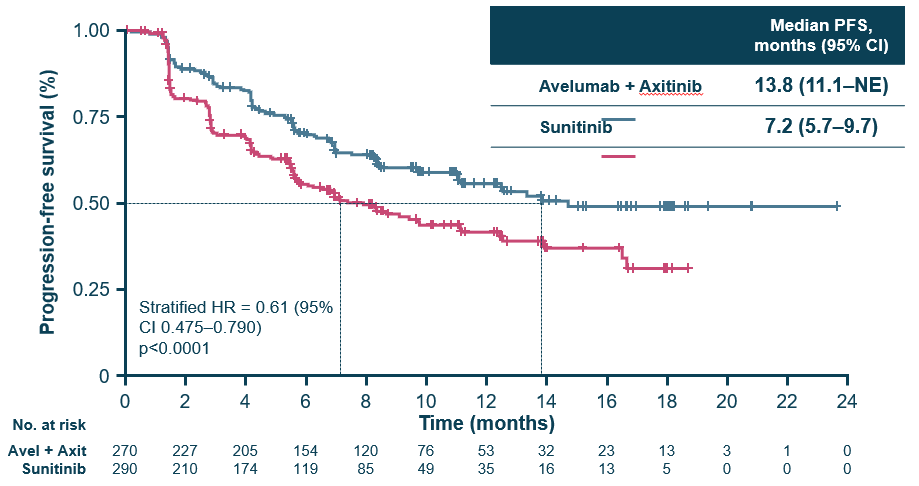 Median PFS,
months (95% CI)
Avelumab + Axitinib 13.8 (11.1–NE)
Sunitinib 7.2 (5.7–9.7)
Progression-free survival (%)
1.00
0.75
0.50
0.25
0
Stratified HR = 0.61 (95%
CI 0.475–0.790)
p<0.0001
0 2 4 6 8 10 12 14 16 18 20 22 24
Time (months)
No. at risk
Avel + Axit 270 227 205 154 120 76 53 32 23 13 3 1 0
Sunitinib 290 210 174 119 85 49 35 16 13 5 0 0 0